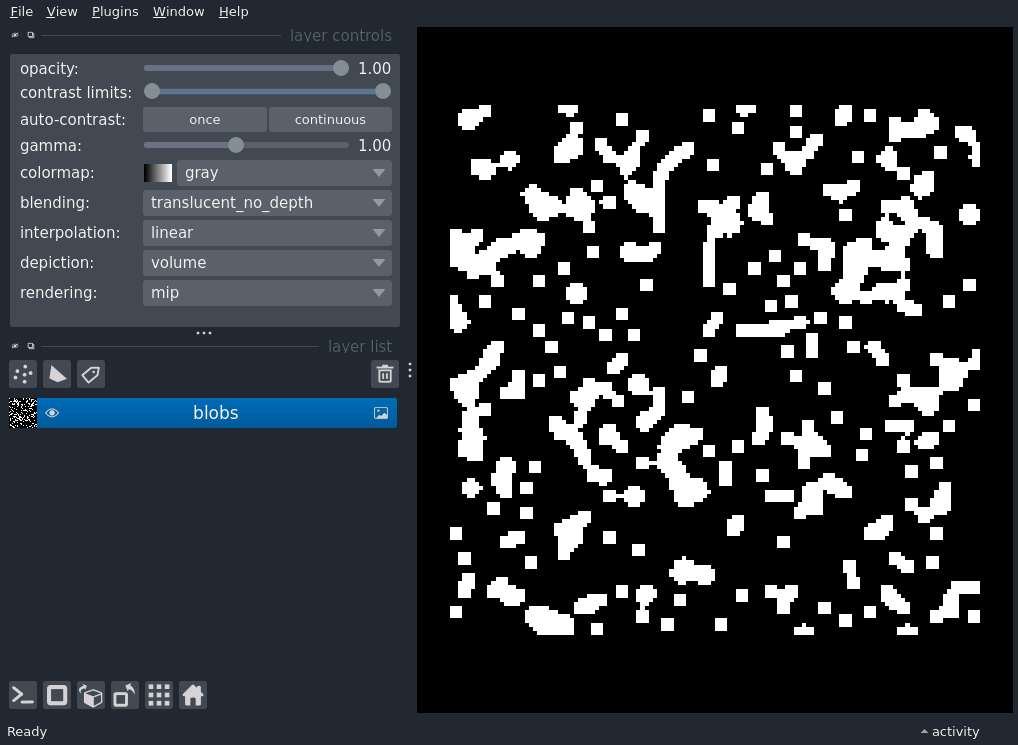 File View Plugins Window Help
layer controls
opacity: 1.00
contrast limits:
auto-contrast: once continuous
gamma: 1.00
colormap: gray
blending: translucent_no_depth
interpolation: linear
depiction: volume
rendering: mip
layer list
blobs
Ready activity